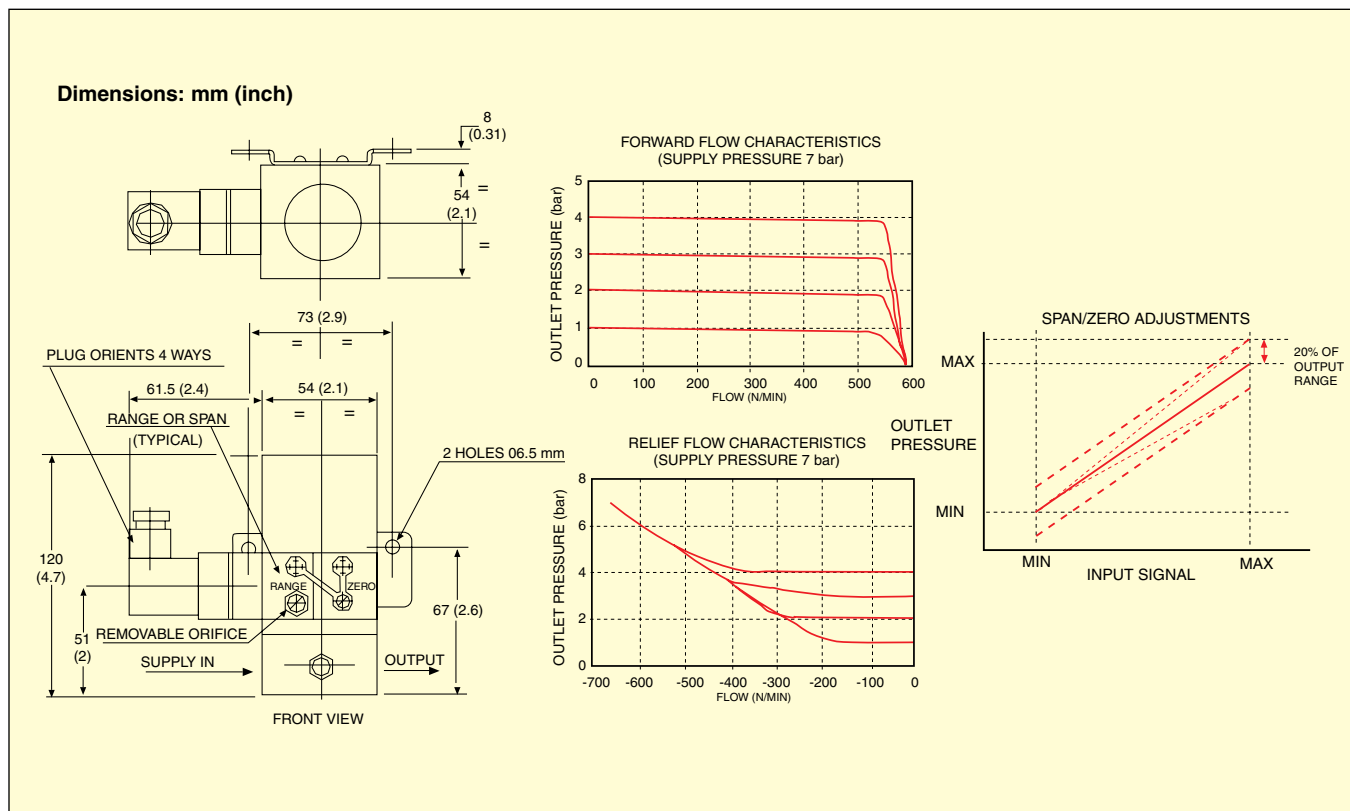 Dimensions: mm (inch)
8
(0.31)
54
(2.1)
=
=
73 (2.9)
= =
PLUG ORIENTS 4 WAYS
61.5 (2.4)
54 (2.1)
= =
RANGE OR SPAN
(TYPICAL)
2 HOLES 06.5 mm
120
(4.7)
RANGE
ZERO
67 (2.6)
51
(2)
REMOVABLE ORIFICE
SUPPLY IN
OUTPUT
FRONT VIEW
FORWARD FLOW CHARACTERISTICS
(SUPPLY PRESSURE 7 bar)
OUTLET PRESSURE (bar)
5
4
3
2
1
0
0 100 200 300 400 500 600
FLOW (N/MIN)
RELIEF FLOW CHARACTERISTICS
(SUPPLY PRESSURE 7 bar)
OUTLET PRESSURE (bar)
8
6
4
2
0
-700 -600 -500 -400 -300 -200 -100 0
FLOW (N/MIN)
SPAN/ZERO ADJUSTMENTS
MAX
20% OF
OUTPUT
RANGE
OUTLET
PRESSURE
MIN
MIN
MAX
INPUT SIGNAL